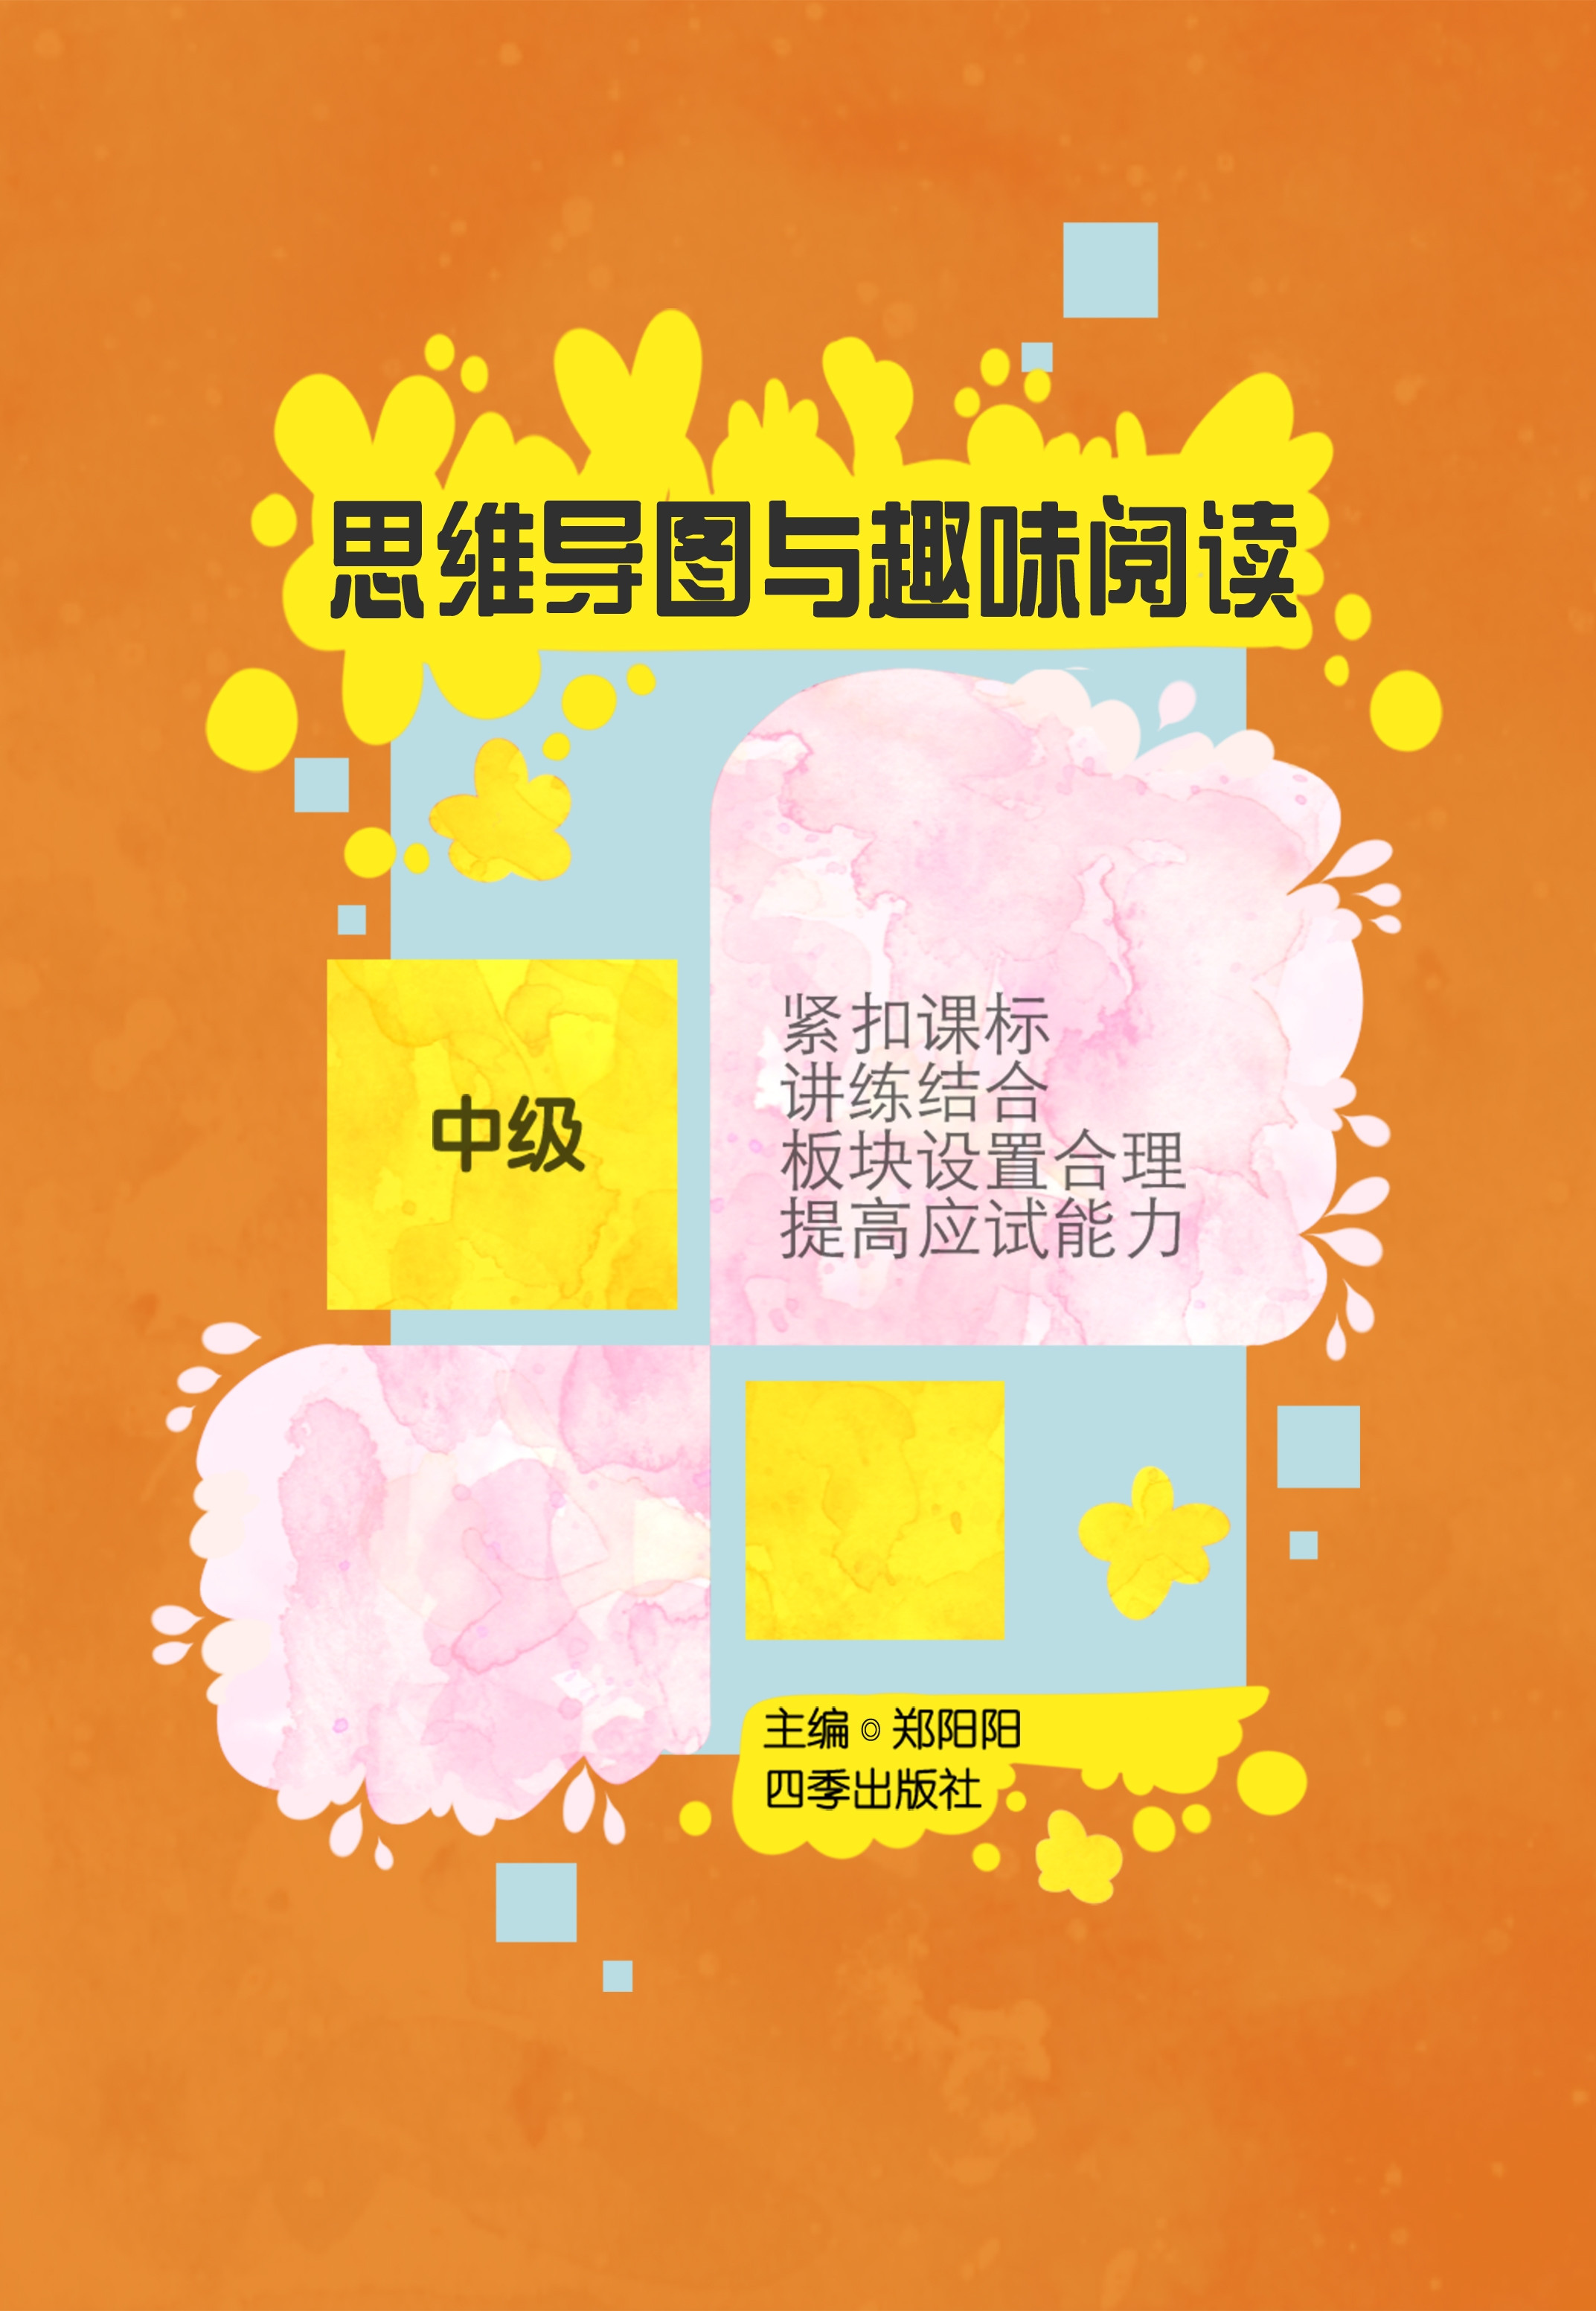 思维导图与趣味阅读
中级
紧扣课标
讲练结合
板块设置合理
提高应试能力
主编◎郑阳阳
四季出版社